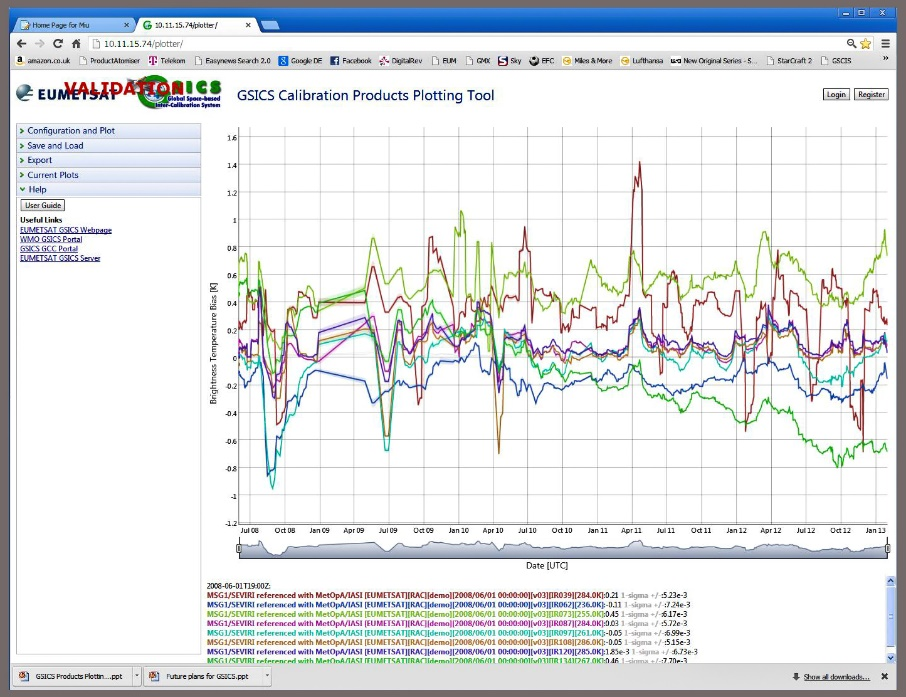 Home Page for Miu
10.11.15.74/plotter/
10.11.15.74/plotter/
amazon.co.uk ProductAtomiser Telekom Easynews Search 2.0 Google DE Facebook DigitalRev EUM GMX Sky EFC Miles & More Lufthansa New Original Series - S... StarCraft 2 GSCIS
EUMETSAT VALIDATION GSICS
Global Space-based
Inter-Calibration System
GSICS Calibration Products Plotting Tool
Login Register
Configuration and Plot
Save and Load
Export
Current Plots
Help
User Guide
Useful Links
EUMETSAT GSICS Webpage
WMO GSICS Portal
GSICS GCC Portal
EUMETSAT GSICS Server
Brightness Temperature Bias [K]
1.6
1.4
1.2
1
0.8
0.6
0.4
0.2
0
-0.2
-0.4
-0.6
-0.8
-1
-1.2
Jul 08 Oct 08 Jan 09 Apr 09 Jul 09 Oct 09 Jan 10 Apr 10 Jul 10 Oct 10 Jan 11 Apr 11 Jul 11 Oct 11 Jan 12 Apr 12 Jul 12 Oct 12 Jan 13
Date [UTC]
2008-06-01T19:00Z:
MSG1/SEVIRI referenced with MetOpA/IASI [EUMETSAT][RAC][demo][2008/06/01 00:00:00][v03][IR039][284.0K]:0.21 1-sigma +/-:5.23e-3
MSG1/SEVIRI referenced with MetOpA/IASI [EUMETSAT][RAC][demo][2008/06/01 00:00:00][v03][IR062][236.0K]:-0.11 1-sigma +/-:7.24e-3
MSG1/SEVIRI referenced with MetOpA/IASI [EUMETSAT][RAC][demo][2008/06/01 00:00:00][v03][IR073][255.0K]:0.45 1-sigma +/-:6.17e-3
MSG1/SEVIRI referenced with MetOpA/IASI [EUMETSAT][RAC][demo][2008/06/01 00:00:00][v03][IR087][284.0K]:0.03 1-sigma +/-:5.72e-3
MSG1/SEVIRI referenced with MetOpA/IASI [EUMETSAT][RAC][demo][2008/06/01 00:00:00][v03][IR097][261.0K]:-0.05 1-sigma +/-:6.99e-3
MSG1/SEVIRI referenced with MetOpA/IASI [EUMETSAT][RAC][demo][2008/06/01 00:00:00][v03][IR108][286.0K]:-0.05 1-sigma +/-:5.15e-3
MSG1/SEVIRI referenced with MetOpA/IASI [EUMETSAT][RAC][demo][2008/06/01 00:00:00][v03][IR120][285.0K]:1.85e-3 1-sigma +/-:6.73e-3
MSG1/SEVIRI referenced with MetOpA/IASI [EUMETSAT][RAC][demo][2008/06/01 00:00:00][v03][IR134][267.0K]:0.46 1-sigma +/-:7.70e-3
GSICS Products Plottin....ppt Future plans for GSICS.ppt Show all downloads...